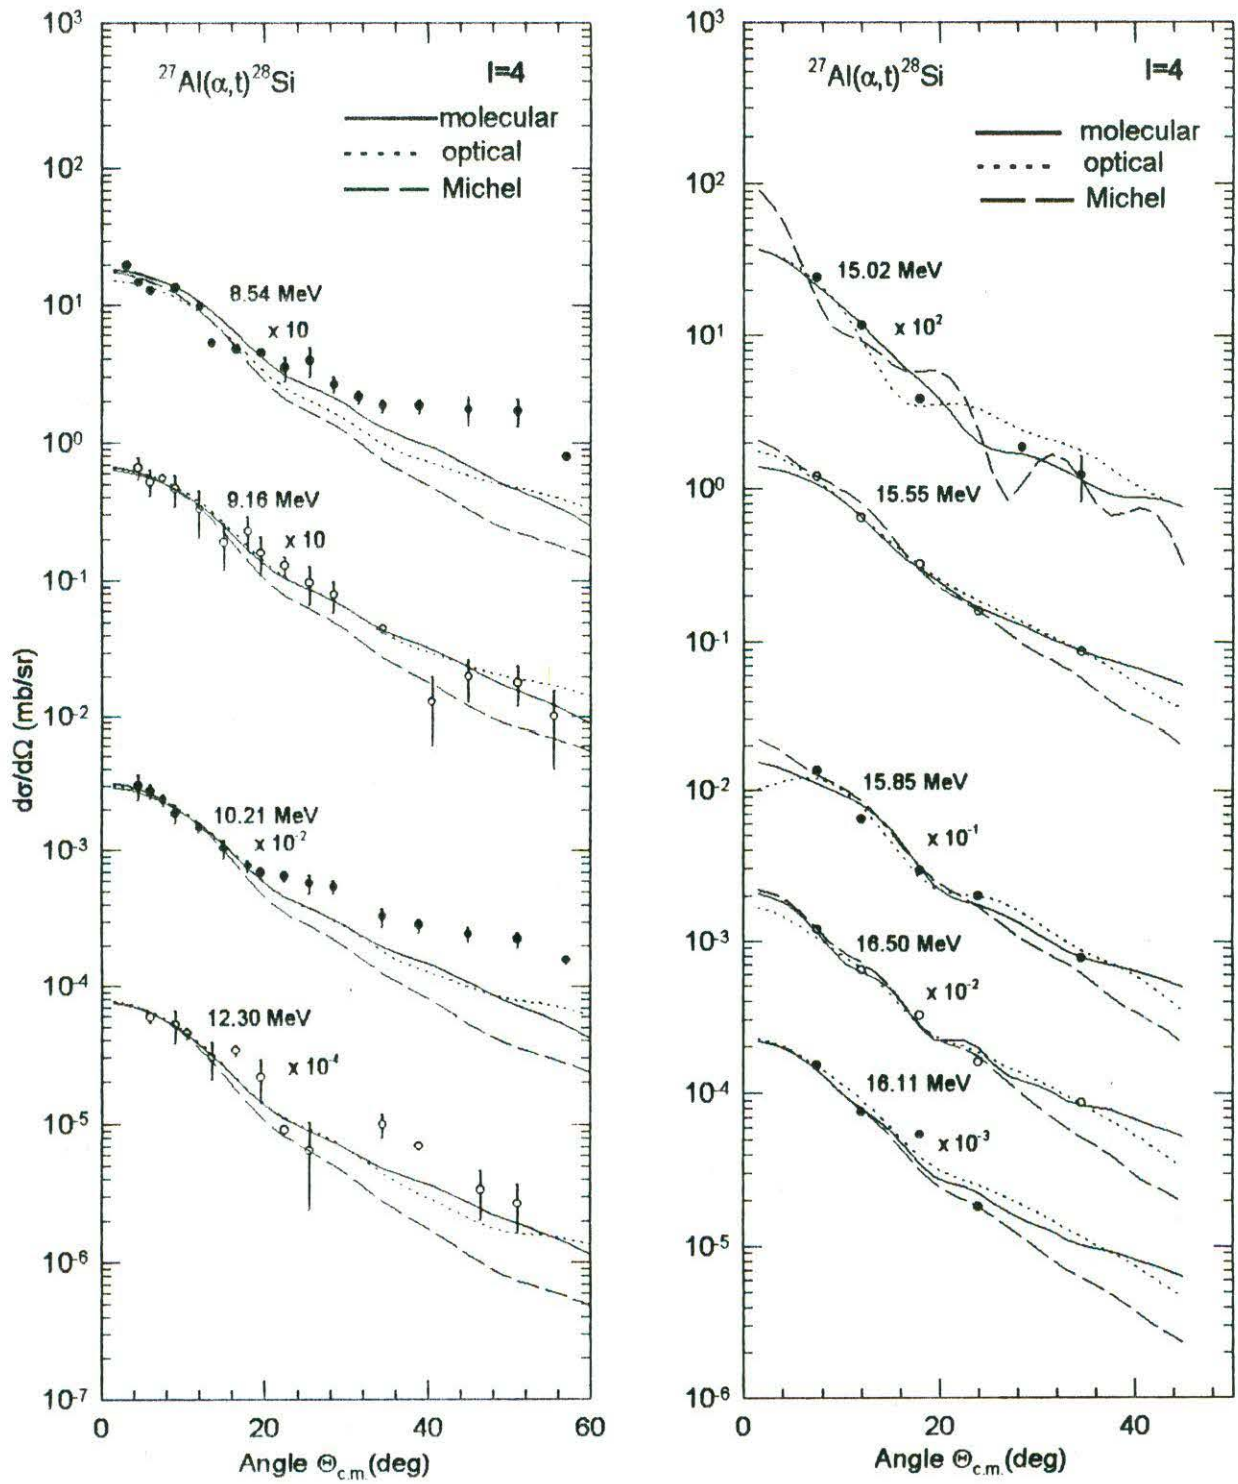 27Al(α,t)28Si
l=4
molecular
optical
Michel
8.54 MeV
x 10
9.16 MeV
x 10
10.21 MeV
x 10-2
12.30 MeV
x 10-4
dσ/dΩ (mb/sr)
103
102
101
100
10-1
10-2
10-3
10-4
10-5
10-6
10-7
0 20 40 60
Angle Θc.m.(deg)
27Al(α,t)28Si
l=4
molecular
optical
Michel
15.02 MeV
x 102
15.55 MeV
15.85 MeV
x 10-1
16.50 MeV
x 10-2
16.11 MeV
x 10-3
103
102
101
100
10-1
10-2
10-3
10-4
10-5
10-6
0 20 40
Angle Θc.m.(deg)